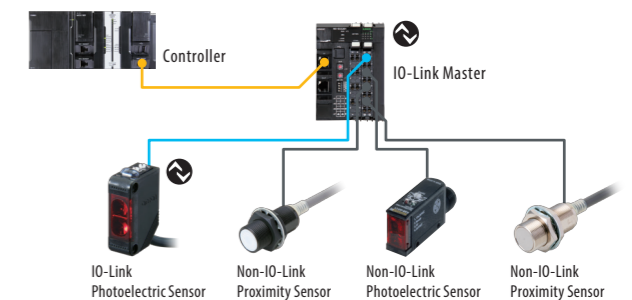 Controller
IO-Link Master
IO-Link
Photoelectric Sensor
Non-IO-Link
Proximity Sensor
Non-IO-Link
Photoelectric Sensor
Non-IO-Link
Proximity Sensor